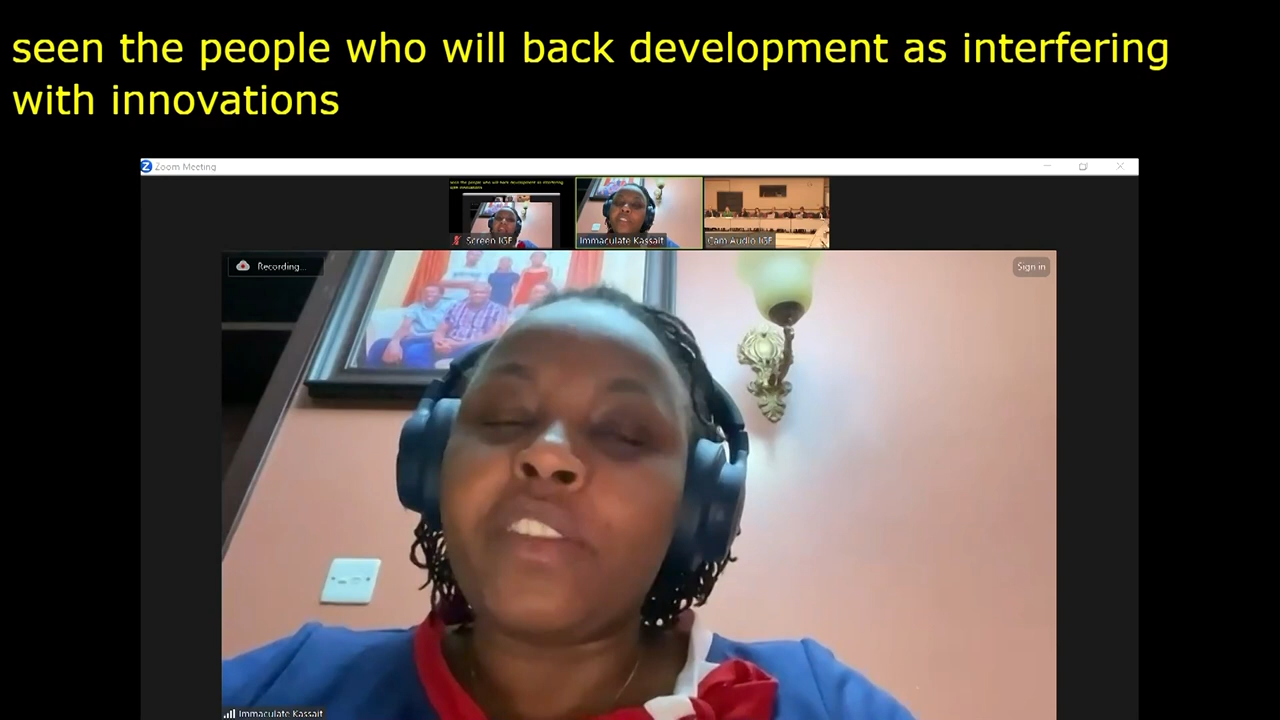 seen the people who will back development as interfering
with innovations
Zoom Meeting
Screen IGF
Immaculate Kassait
Cam Audio IGF
Recording...
Sign in
Immaculate Kassait